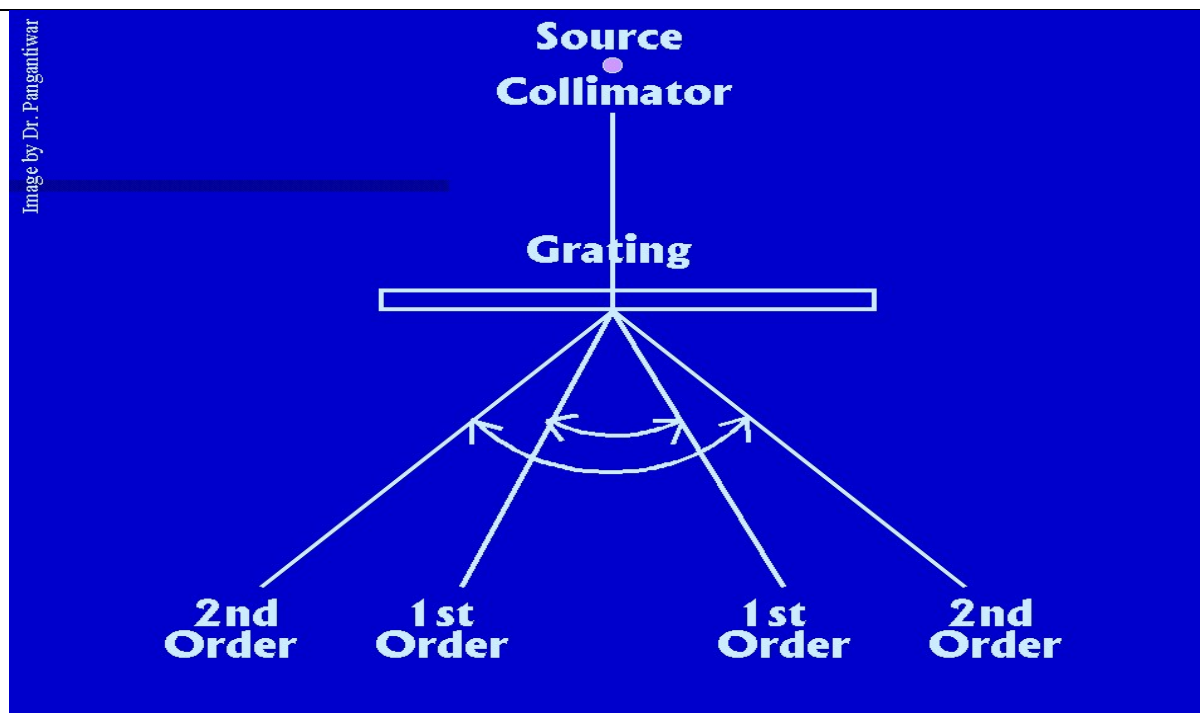 Image by Dr. Pangantiwar
Source
Collimator
Grating
2nd Order
1st Order
1st Order
2nd Order